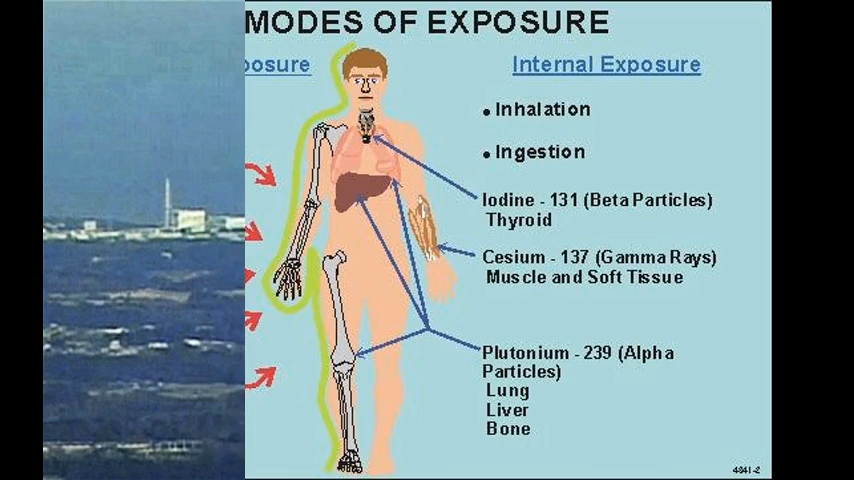 MODES OF EXPOSURE
posure
Internal Exposure
• Inhalation
• Ingestion
Iodine - 131 (Beta Particles)
Thyroid
Cesium - 137 (Gamma Rays)
Muscle and Soft Tissue
Plutonium - 239 (Alpha
Particles)
Lung
Liver
Bone
4841-2